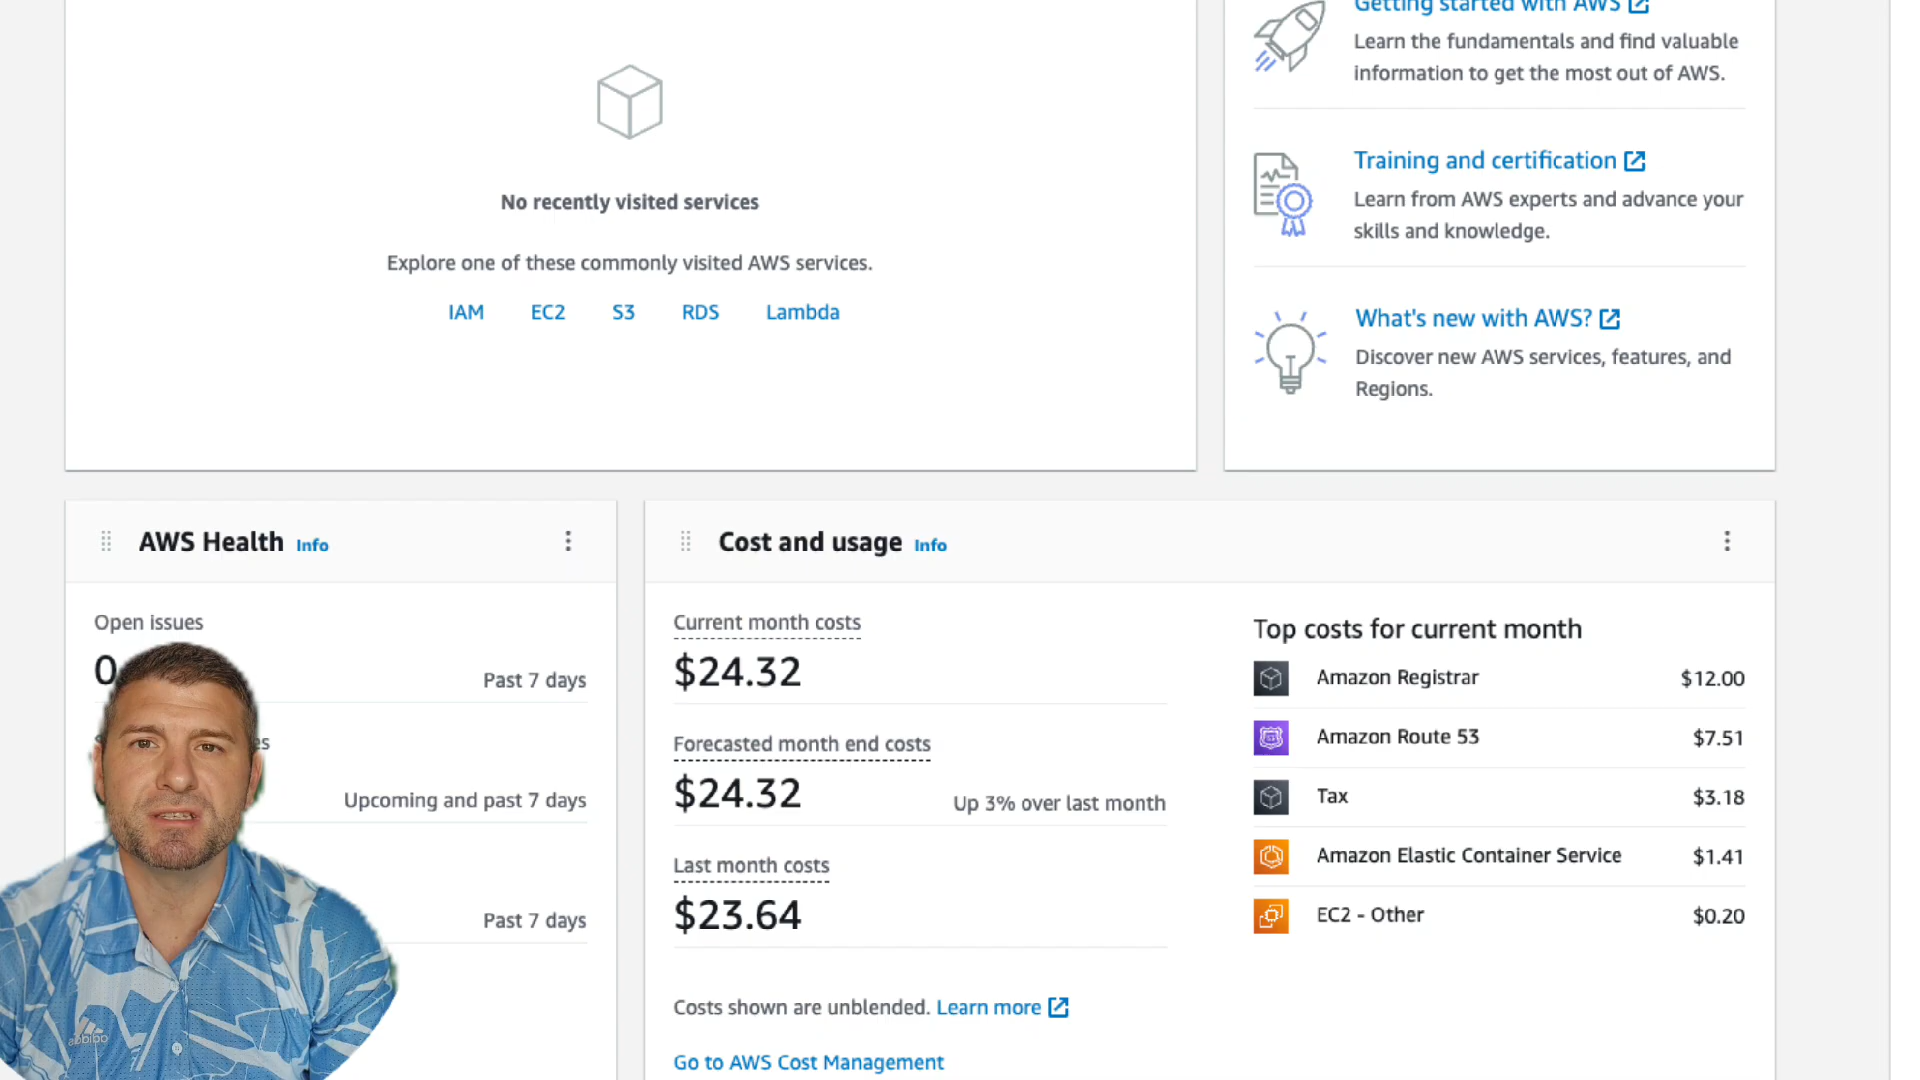 Getting started with AWS
Learn the fundamentals and find valuable
information to get the most out of AWS.
Training and certification
Learn from AWS experts and advance your
skills and knowledge.
What's new with AWS?
Discover new AWS services, features, and
Regions.
No recently visited services
Explore one of these commonly visited AWS services.
IAM EC2 S3 RDS Lambda
AWS Health Info
Open issues
0
Past 7 days
es
Upcoming and past 7 days
Past 7 days
Cost and usage Info
Current month costs
$24.32
Forecasted month end costs
$24.32
Up 3% over last month
Last month costs
$23.64
Costs shown are unblended. Learn more
Go to AWS Cost Management
Top costs for current month
Amazon Registrar $12.00
Amazon Route 53 $7.51
Tax $3.18
Amazon Elastic Container Service $1.41
EC2 - Other $0.20